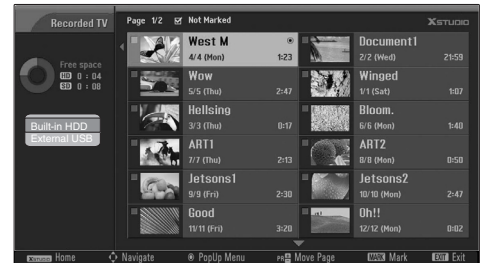 Recorded TV
Page 1/2 Not Marked
XSTUDIO
Free space
HD 0 : 04
SD 0 : 08
Built-in HDD
External USB
West M
4/4 (Mon) 1:23
Document1
2/2 (Wed) 21:59
Wow
5/5 (Thu) 2:47
Winged
1/1 (Sat) 1:07
Hellsing
3/3 (Thu) 0:17
Bloom.
6/6 (Mon) 1:40
ART1
7/7 (Thu) 2:13
ART2
8/8 (Mon) 0:50
Jetsons1
9/9 (Fri) 2:30
Jetsons2
10/10 (Mon) 2:47
Good
11/11 (Fri) 3:20
Oh!!
12/12 (Mon) 0:02
XSTUDIO Home Navigate PopUp Menu PR Move Page MARK Mark EXIT Exit